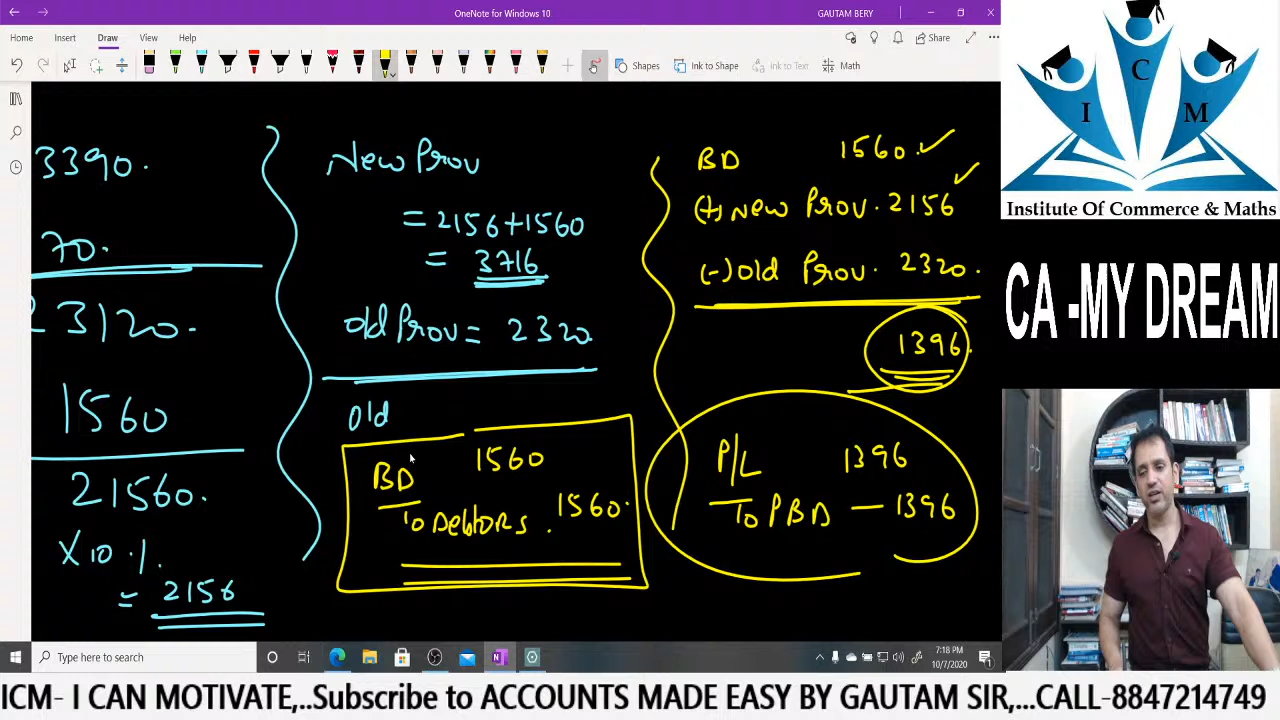 OneNote for Windows 10
GAUTAM BERY
Home Insert Draw View Help
Share
Shapes
Ink to Shape
Ink to Text
Math
3390.
70.
23120.
1560
21560.
X10 %.
= 2156
New Prov
= 2156+1560
= 3716
old Prov = 2320.
old
BD 1560
To Debtors. 1560.
BD 1560.
(+) New Prov. 2156
(-) old Prov. 2320.
1396.
P/L 1396
To PBD — 1396
I C M
Institute Of Commerce & Maths
CA -MY DREAM
Type here to search
7:18 PM
10/7/2020
ICM- I CAN MOTIVATE,..Subscribe to ACCOUNTS MADE EASY BY GAUTAM SIR,...CALL-8847214749